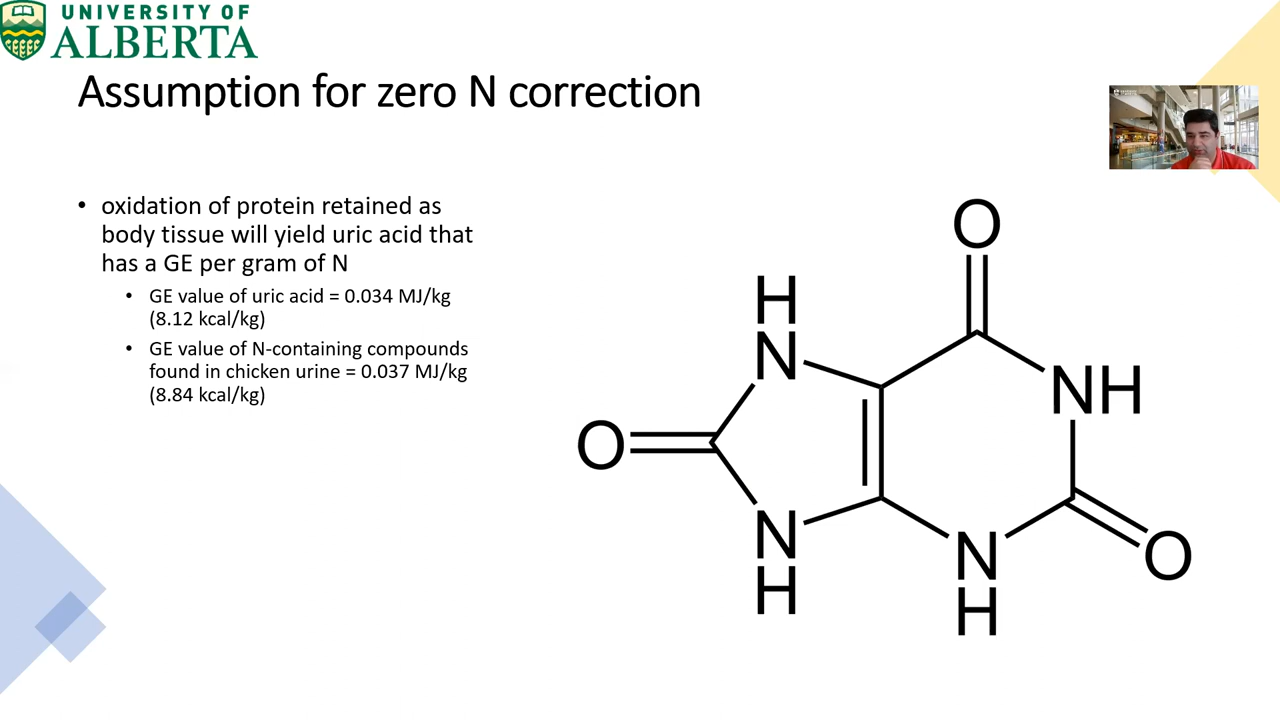 UNIVERSITY OF
ALBERTA
Assumption for zero N correction
• oxidation of protein retained as
body tissue will yield uric acid that
has a GE per gram of N
• GE value of uric acid = 0.034 MJ/kg
(8.12 kcal/kg)
• GE value of N-containing compounds
found in chicken urine = 0.037 MJ/kg
(8.84 kcal/kg)
O
H
N
NH
O
N
H
N
H
O